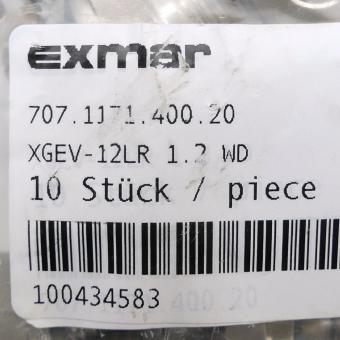 exmar
707.1171.400.20
XGEV-12LR 1.2 WD
10 Stück / piece
100434583